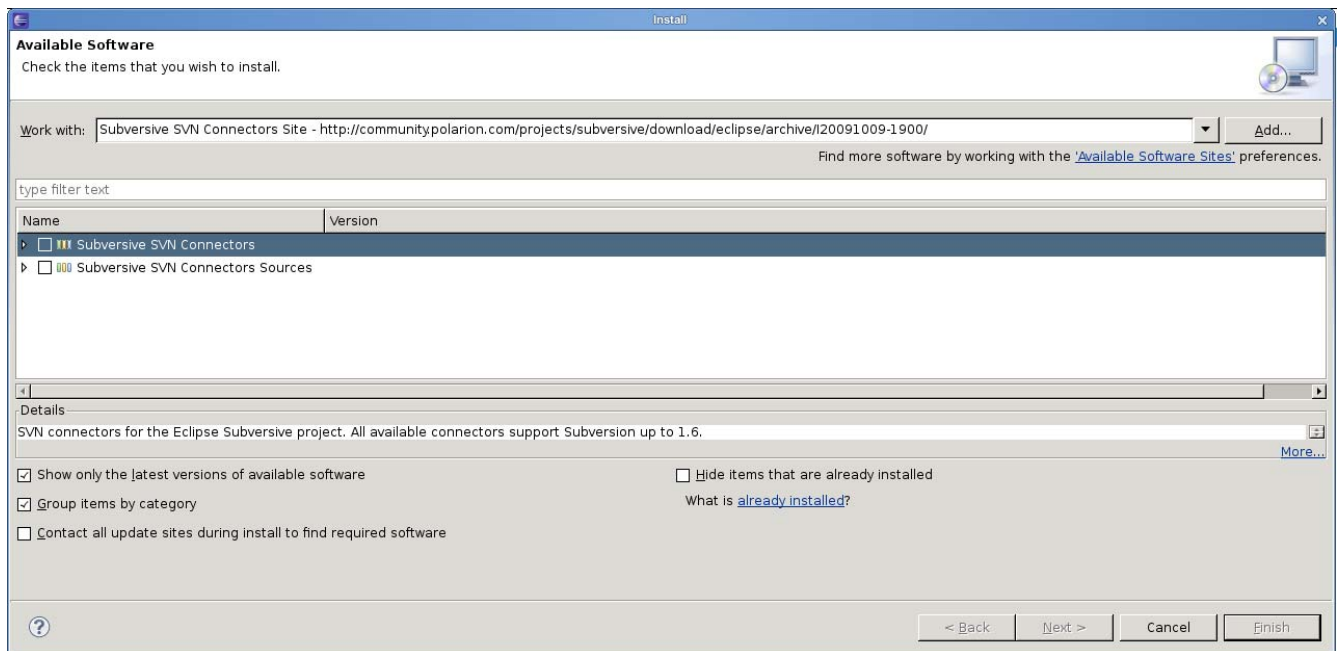 Install
Available Software
Check the items that you wish to install.
Work with: Subversive SVN Connectors Site - http://community.polarion.com/projects/subversive/download/eclipse/archive/I20091009-1900/ Add...
Find more software by working with the 'Available Software Sites' preferences.
type filter text
Name Version
Subversive SVN Connectors
Subversive SVN Connectors Sources
Details
SVN connectors for the Eclipse Subversive project. All available connectors support Subversion up to 1.6.
More...
Show only the latest versions of available software Hide items that are already installed
Group items by category What is already installed?
Contact all update sites during install to find required software
? < Back Next > Cancel Finish